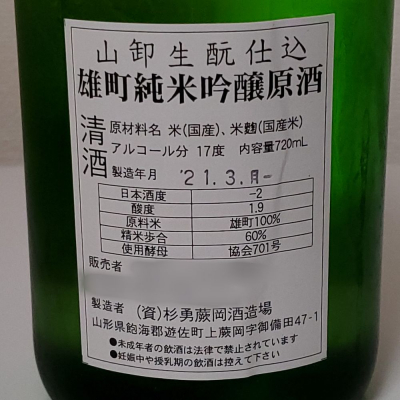 山卸生酛仕込
雄町純米吟醸原酒
清酒
原材料名 米(国産)、米麹(国産米)
アルコール分 17度 内容量720mL
製造年月 '21.3.月
日本酒度 -2
酸度 1.9
原料米 雄町100%
精米歩合 60%
使用酵母 協会701号
販売者
製造者 (資)杉勇蕨岡酒造場
山形県飽海郡遊佐町上蕨岡字御備田47-1
●未成年者の飲酒は法律で禁止されています
●妊娠中や授乳期の飲酒は控えて下さい